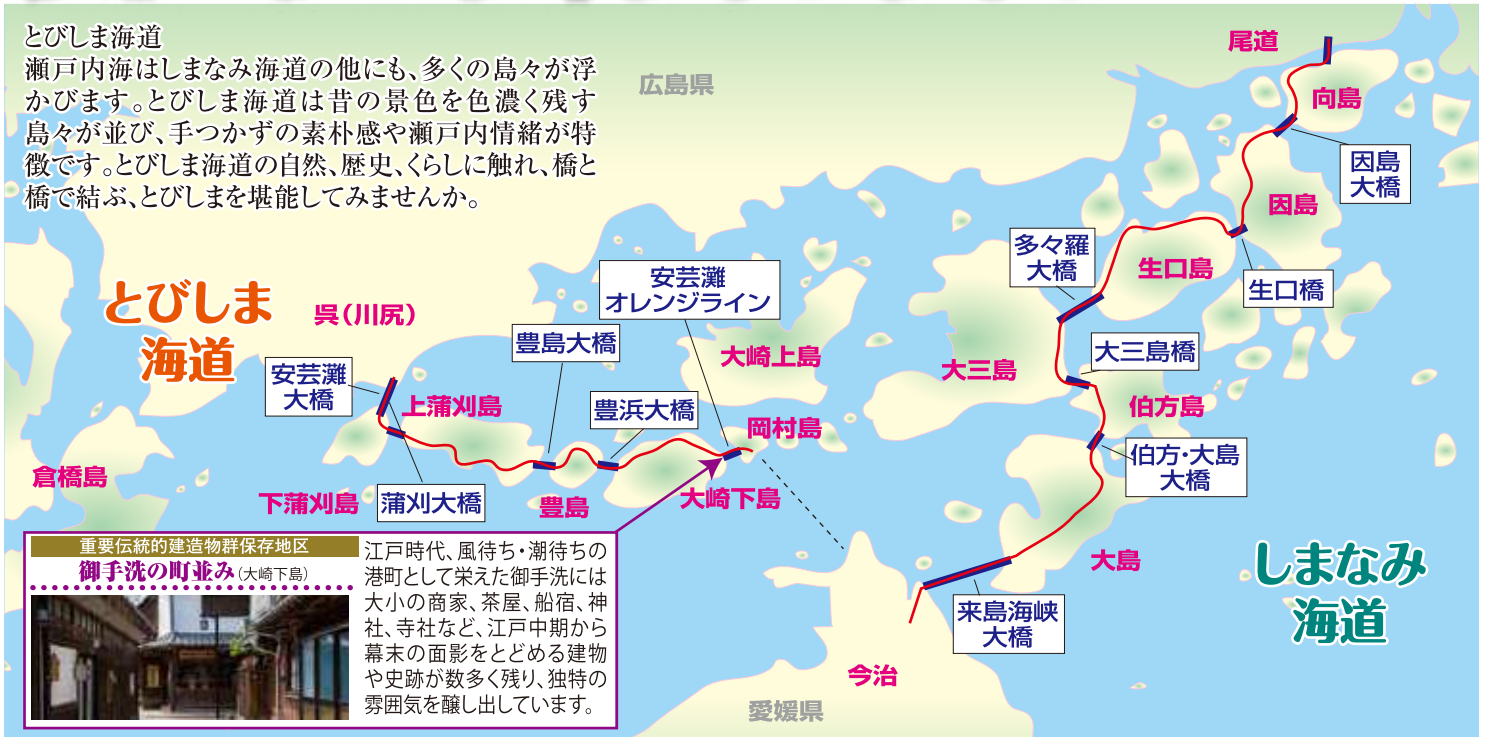 とびしま海道
瀬戸内海はしまなみ海道の他にも、多くの島々が浮
かびます。とびしま海道は昔の景色を色濃く残す
島々が並び、手つかずの素朴感や瀬戸内情緒が特
徴です。とびしま海道の自然、歴史、くらしに触れ、橋と
橋で結ぶ、とびしまを堪能してみませんか。
広島県
尾道
向島
因島
大橋
因島
多々羅
大橋
生口島
生口橋
とびしま
海道
呉(川尻)
安芸灘
オレンジライン
豊島大橋
大崎上島
大三島
大三島橋
安芸灘
大橋
上蒲刈島
豊浜大橋
岡村島
伯方島
伯方・大島
大橋
倉橋島
下蒲刈島
蒲刈大橋
豊島
大崎下島
大島
しまなみ
海道
来島海峡
大橋
今治
愛媛県
重要伝統的建造物群保存地区
御手洗の町並み(大崎下島)
江戸時代、風待ち・潮待ちの
港町として栄えた御手洗には
大小の商家、茶屋、船宿、神
社、寺社など、江戸中期から
幕末の面影をとどめる建物
や史跡が数多く残り、独特の
雰囲気を醸し出しています。